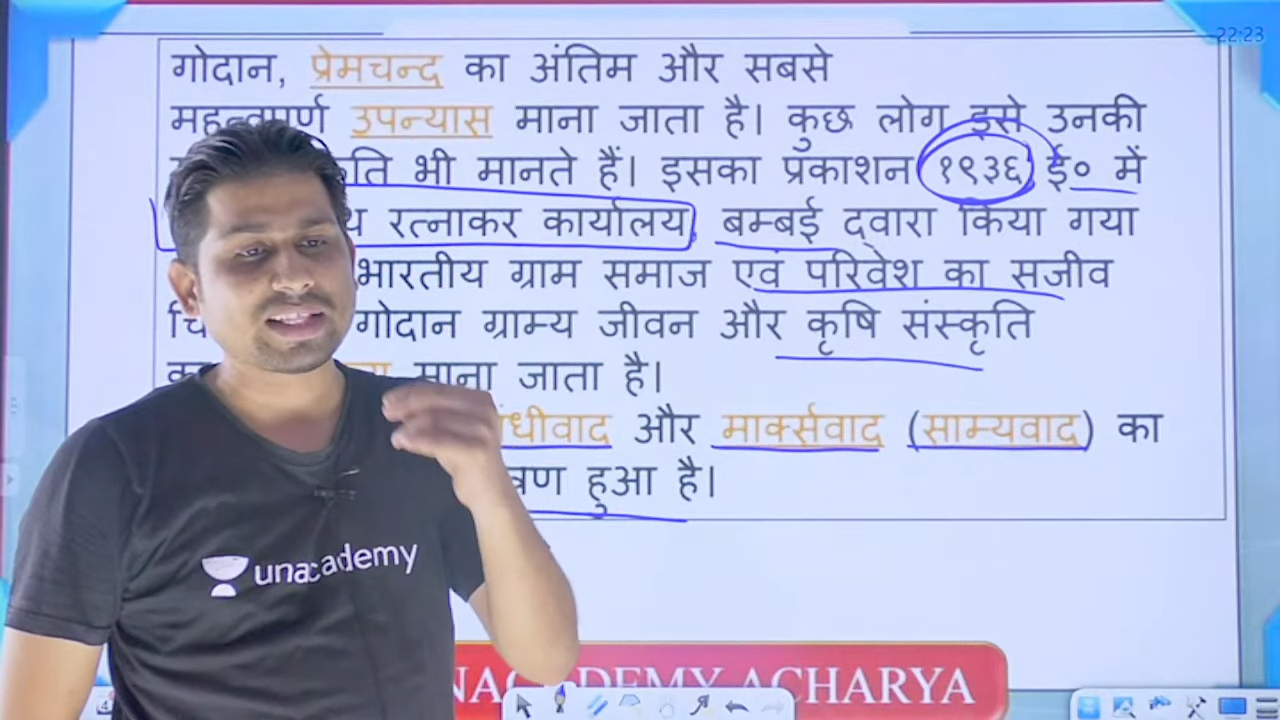 22:23
गोदान, प्रेमचन्द का अंतिम और सबसे
महत्वपूर्ण उपन्यास माना जाता है। कुछ लोग इसे उनकी
भी मानते हैं। इसका प्रकाशन १९३६ ई० में
रत्नाकर कार्यालय, बम्बई द्वारा किया गया
भारतीय ग्राम समाज एवं परिवेश का सजीव
गोदान ग्राम्य जीवन और कृषि संस्कृति
माना जाता है।
और मार्क्सवाद (साम्यवाद) का
हुआ है।
unacademy
ACHARYA